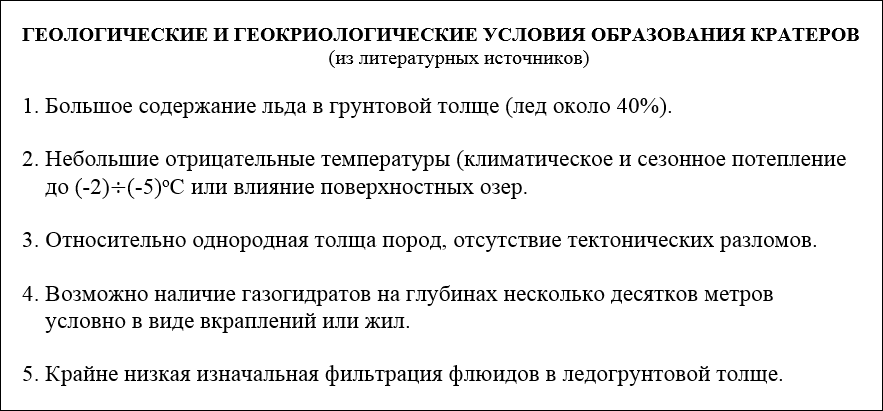 ГЕОЛОГИЧЕСКИЕ И ГЕОКРИОЛОГИЧЕСКИЕ УСЛОВИЯ ОБРАЗОВАНИЯ КРАТЕРОВ
(из литературных источников)
1. Большое содержание льда в грунтовой толще (лед около 40%).
2. Небольшие отрицательные температуры (климатическое и сезонное потепление
до (-2)÷(-5)ºС или влияние поверхностных озер.
3. Относительно однородная толща пород, отсутствие тектонических разломов.
4. Возможно наличие газогидратов на глубинах несколько десятков метров
условно в виде вкраплений или жил.
5. Крайне низкая изначальная фильтрация флюидов в ледогрунтовой толще.